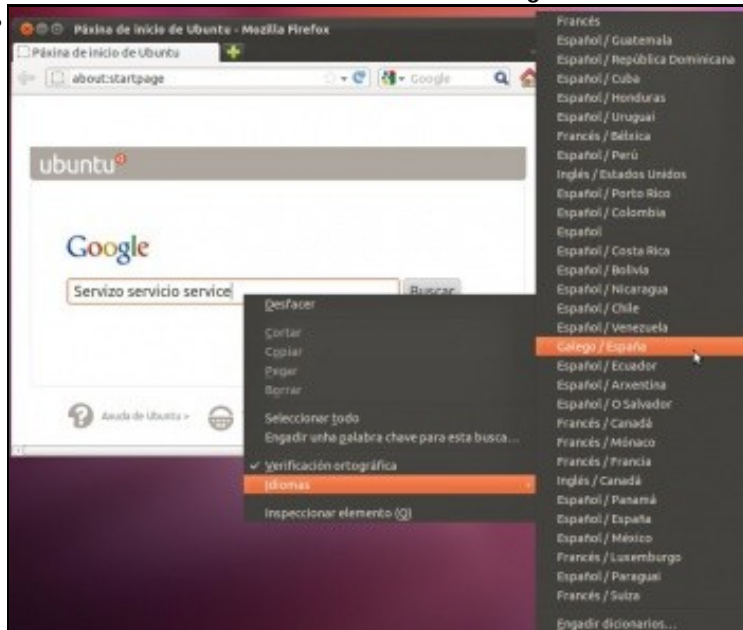 Páxina de inicio de Ubuntu - Mozilla Firefox
Páxina de inicio de Ubuntu
about:startpage
Google
ubuntu
Google
Servizo servicio service
Buscar
Axuda de Ubuntu >
Desfacer
Cortar
Copiar
Pegar
Borrar
Seleccionar todo
Engadir unha palabra chave para esta busca...
Verificación ortográfica
Idiomas
Inspeccionar elemento (Q)
Francés
Español / Guatemala
Español / República Dominicana
Español / Cuba
Español / Honduras
Español / Uruguai
Francés / Bélxica
Español / Perú
Inglés / Estados Unidos
Español / Porto Rico
Español / Colombia
Español
Español / Costa Rica
Español / Bolivia
Español / Nicaragua
Español / Chile
Español / Venezuela
Galego / España
Español / Ecuador
Español / Arxentina
Español / O Salvador
Francés / Canadá
Francés / Mónaco
Francés / Francia
Inglés / Canadá
Español / Panamá
Español / España
Español / México
Francés / Luxemburgo
Español / Paraguai
Francés / Suíza
Engadir dicionarios...